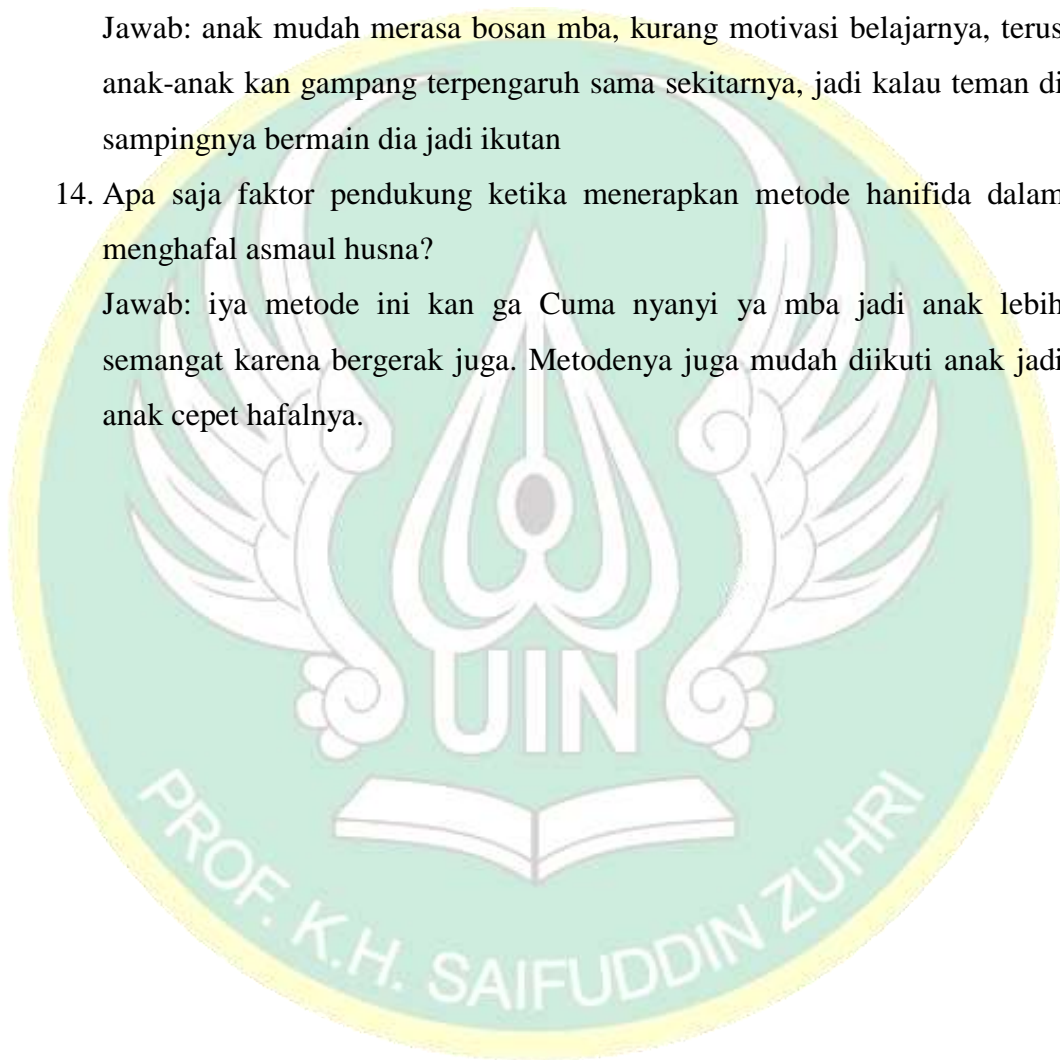 Jawab: anak mudah merasa bosan mba, kurang motivasi belajarnya, terus
anak-anak kan gampang terpengaruh sama sekitarnya, jadi kalau teman di
sampingnya bermain dia jadi ikutan
14. Apa saja faktor pendukung ketika menerapkan metode hanifida dalam
menghafal asmaul husna?
Jawab: iya metode ini kan ga Cuma nyanyi ya mba jadi anak lebih
semangat karena bergerak juga. Metodenya juga mudah diikuti anak jadi
anak cepet hafalnya.
UIN
PROF. K.H. SAIFUDDIN ZUHRI